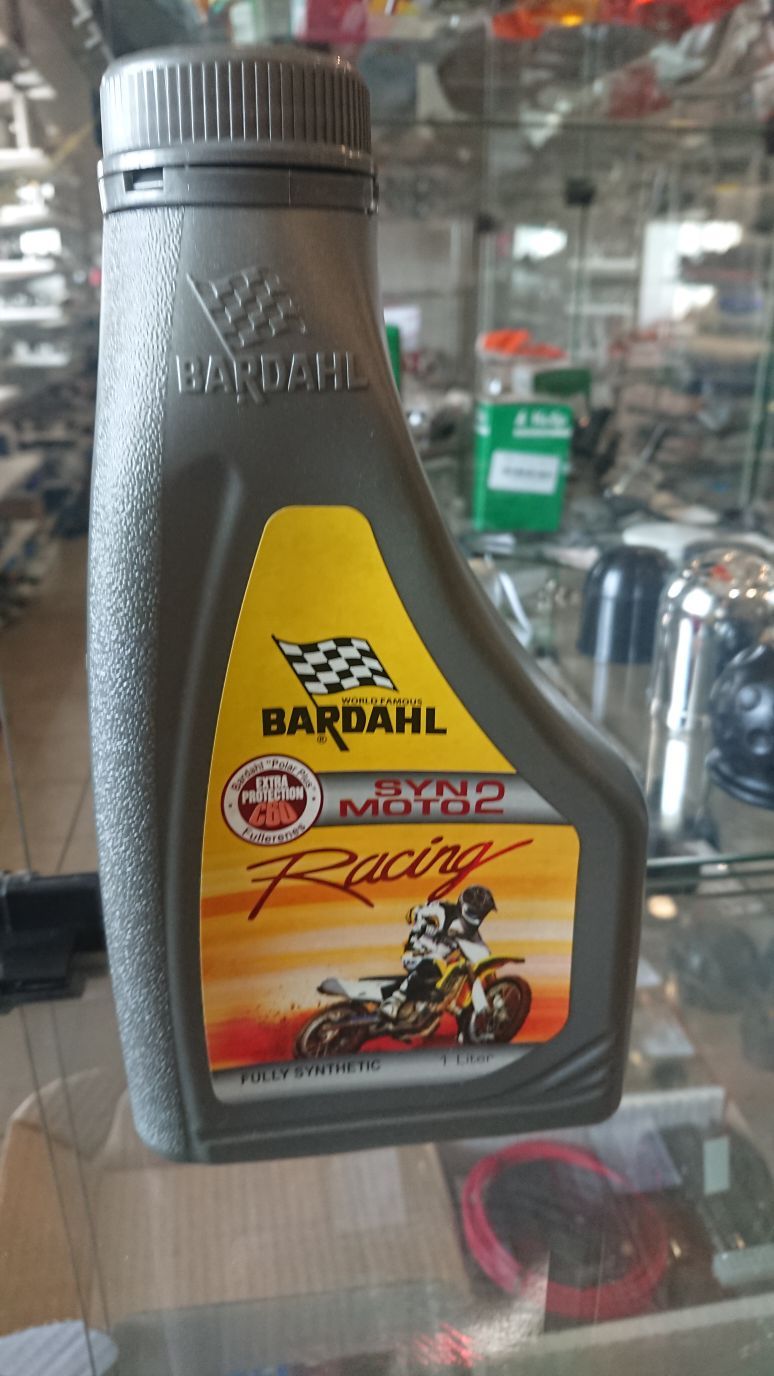 BARDAHL
WORLD FAMOUS
BARDAHL
®
Bardahl "Polar Plus"
EXTRA
PROTECTION
C60
Fullerenes
SYN
MOTO 2
Racing
FULLY SYNTHETIC
1 Liter